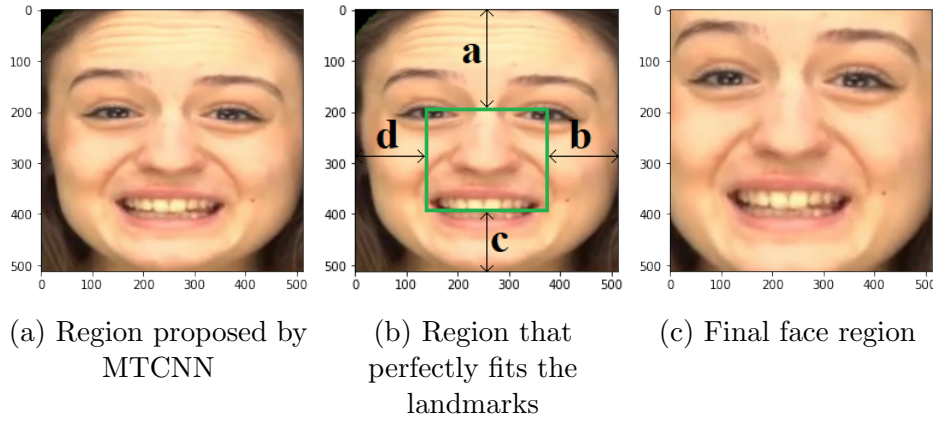 0
100
200
300
400
500
0 100 200 300 400 500
0
100
200
300
400
500
0 100 200 300 400 500
a
d
b
c
0
100
200
300
400
500
0 100 200 300 400 500
(a) Region proposed by
MTCNN
(b) Region that
perfectly fits the
landmarks
(c) Final face region